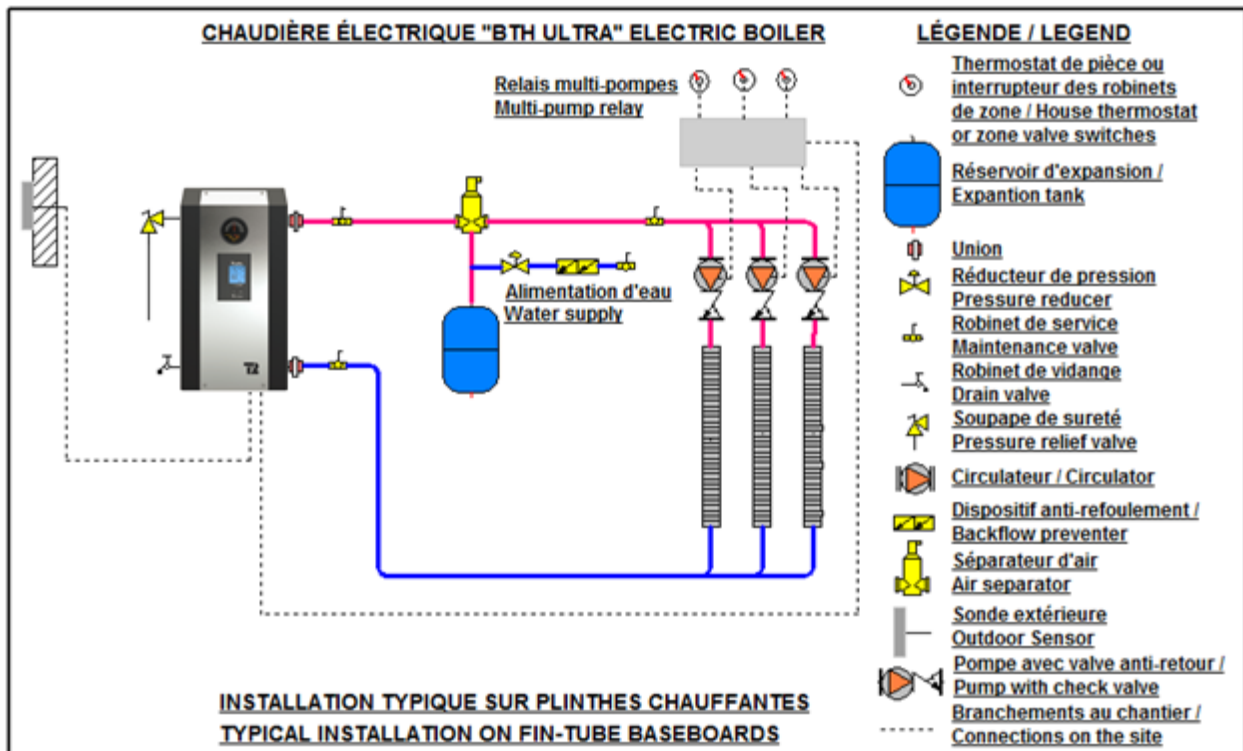 CHAUDIÈRE ÉLECTRIQUE "BTH ULTRA" ELECTRIC BOILER
Relais multi-pompes
Multi-pump relay
Alimentation d'eau
Water supply
INSTALLATION TYPIQUE SUR PLINTHES CHAUFFANTES
TYPICAL INSTALLATION ON FIN-TUBE BASEBOARDS
LÉGENDE / LEGEND
Thermostat de pièce ou
interrupteur des robinets
de zone / House thermostat
or zone valve switches
Réservoir d'expansion /
Expantion tank
Union
Réducteur de pression
Pressure reducer
Robinet de service
Maintenance valve
Robinet de vidange
Drain valve
Soupape de sureté
Pressure relief valve
Circulateur / Circulator
Dispositif anti-refoulement /
Backflow preventer
Séparateur d'air
Air separator
Sonde extérieure
Outdoor Sensor
Pompe avec valve anti-retour /
Pump with check valve
Branchements au chantier /
Connections on the site